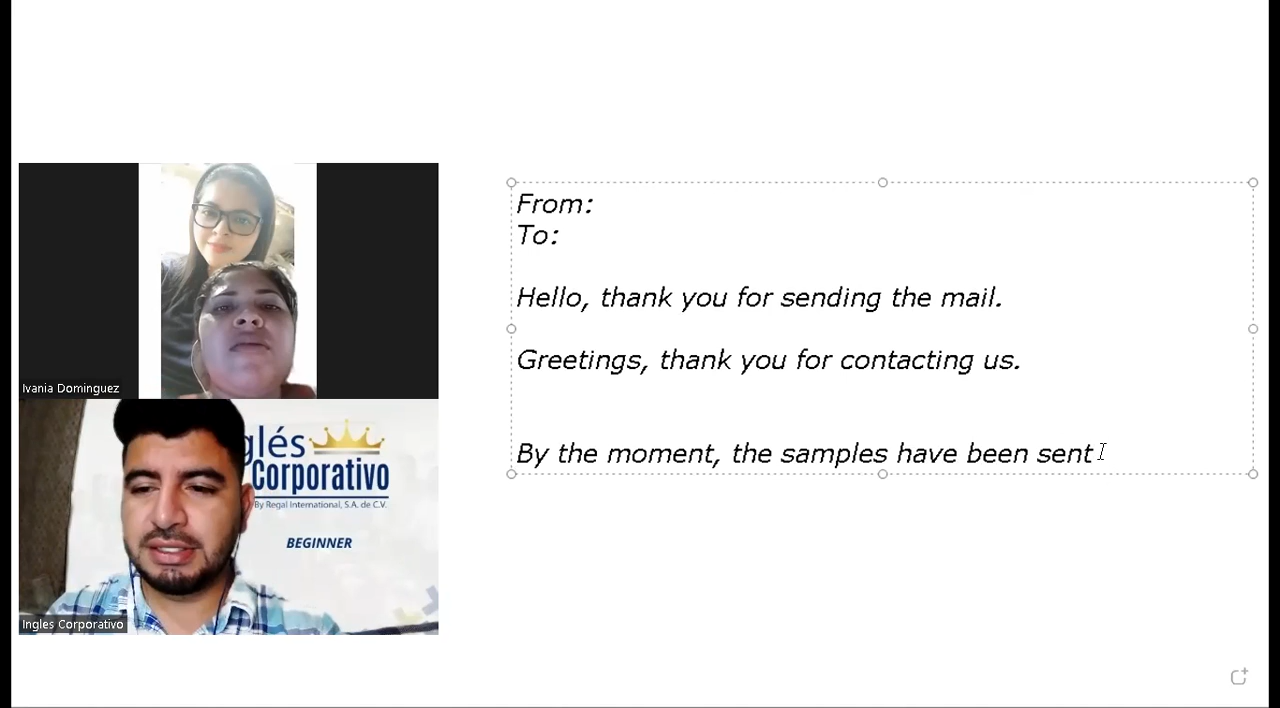 From:
To:
Hello, thank you for sending the mail.
Greetings, thank you for contacting us.
By the moment, the samples have been sent
Ivania Dominguez
glés
Corporativo
By Regal International, S.A. de C.V.
BEGINNER
Ingles Corporativo